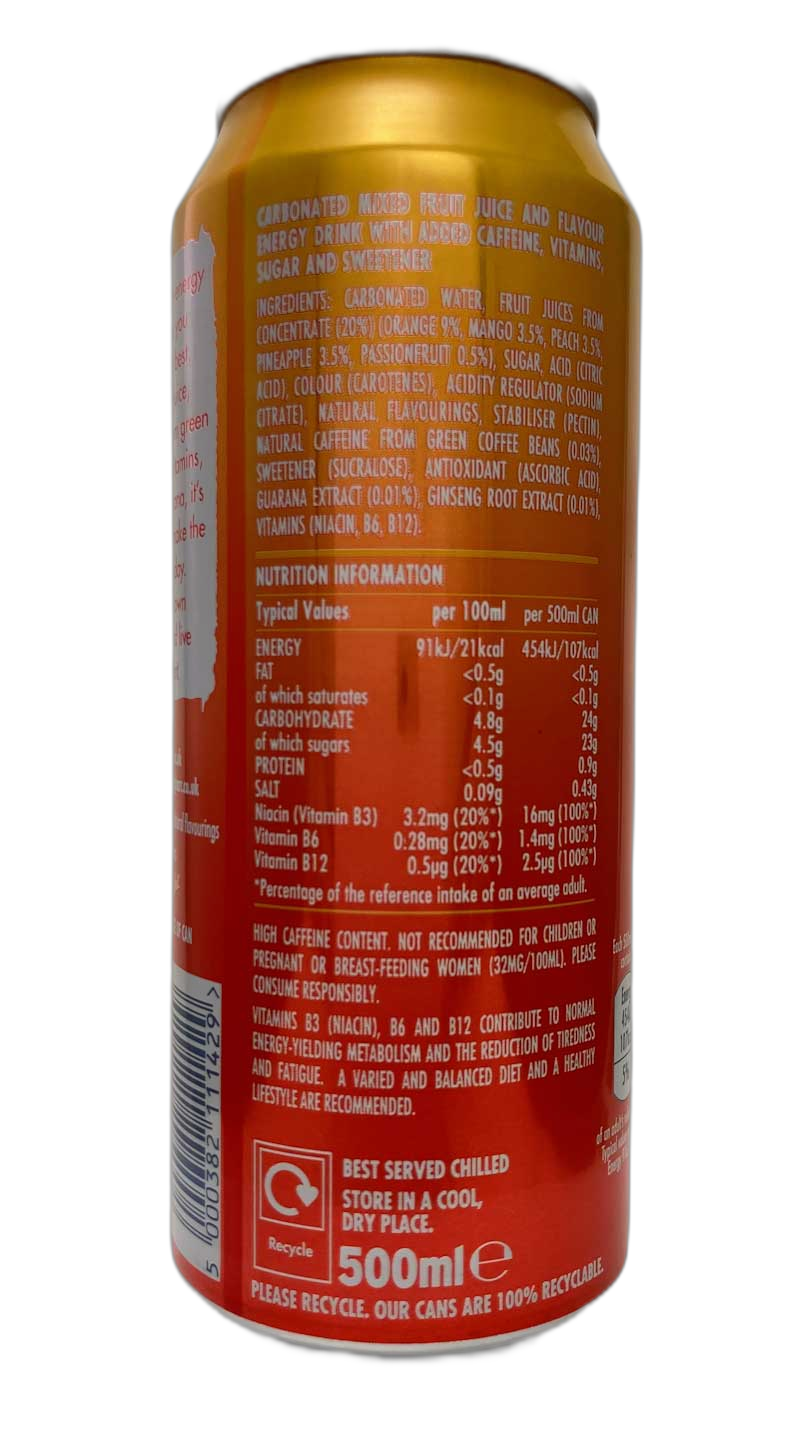 CARBONATED MIXED FRUIT JUICE AND FLAVOUR
ENERGY DRINK WITH ADDED CAFFEINE, VITAMINS,
SUGAR AND SWEETENER
INGREDIENTS: CARBONATED WATER, FRUIT JUICES FROM
CONCENTRATE (20%) (ORANGE 9%, MANGO 3.5%, PEACH 3.5%,
PINEAPPLE 3.5%, PASSIONFRUIT 0.5%), SUGAR, ACID (CITRIC
ACID), COLOUR (CAROTENES), ACIDITY REGULATOR (SODIUM
CITRATE), NATURAL FLAVOURINGS, STABILISER (PECTIN),
NATURAL CAFFEINE FROM GREEN COFFEE BEANS (0.03%),
SWEETENER (SUCRALOSE), ANTIOXIDANT (ASCORBIC ACID),
GUARANA EXTRACT (0.01%), GINSENG ROOT EXTRACT (0.01%),
VITAMINS (NIACIN, B6, B12).
NUTRITION INFORMATION
Typical Values per 100ml per 500ml CAN
ENERGY 91kJ/21kcal 454kJ/107kcal
FAT <0.5g <0.5g
of which saturates <0.1g <0.1g
CARBOHYDRATE 4.8g 24g
of which sugars 4.5g 23g
PROTEIN <0.5g 0.9g
SALT 0.09g 0.43g
Niacin (Vitamin B3) 3.2mg (20%*) 16mg (100%*)
Vitamin B6 0.28mg (20%*) 1.4mg (100%*)
Vitamin B12 0.5µg (20%*) 2.5µg (100%*)
*Percentage of the reference intake of an average adult.
HIGH CAFFEINE CONTENT. NOT RECOMMENDED FOR CHILDREN OR
PREGNANT OR BREAST-FEEDING WOMEN (32MG/100ML). PLEASE
CONSUME RESPONSIBLY.
VITAMINS B3 (NIACIN), B6 AND B12 CONTRIBUTE TO NORMAL
ENERGY-YIELDING METABOLISM AND THE REDUCTION OF TIREDNESS
AND FATIGUE. A VARIED AND BALANCED DIET AND A HEALTHY
LIFESTYLE ARE RECOMMENDED.
BEST SERVED CHILLED
STORE IN A COOL,
DRY PLACE.
Recycle
500ml e
PLEASE RECYCLE. OUR CANS ARE 100% RECYCLABLE.
energy
green
it's
the
live
flavourings
OF CAN
5 000382 111429 >